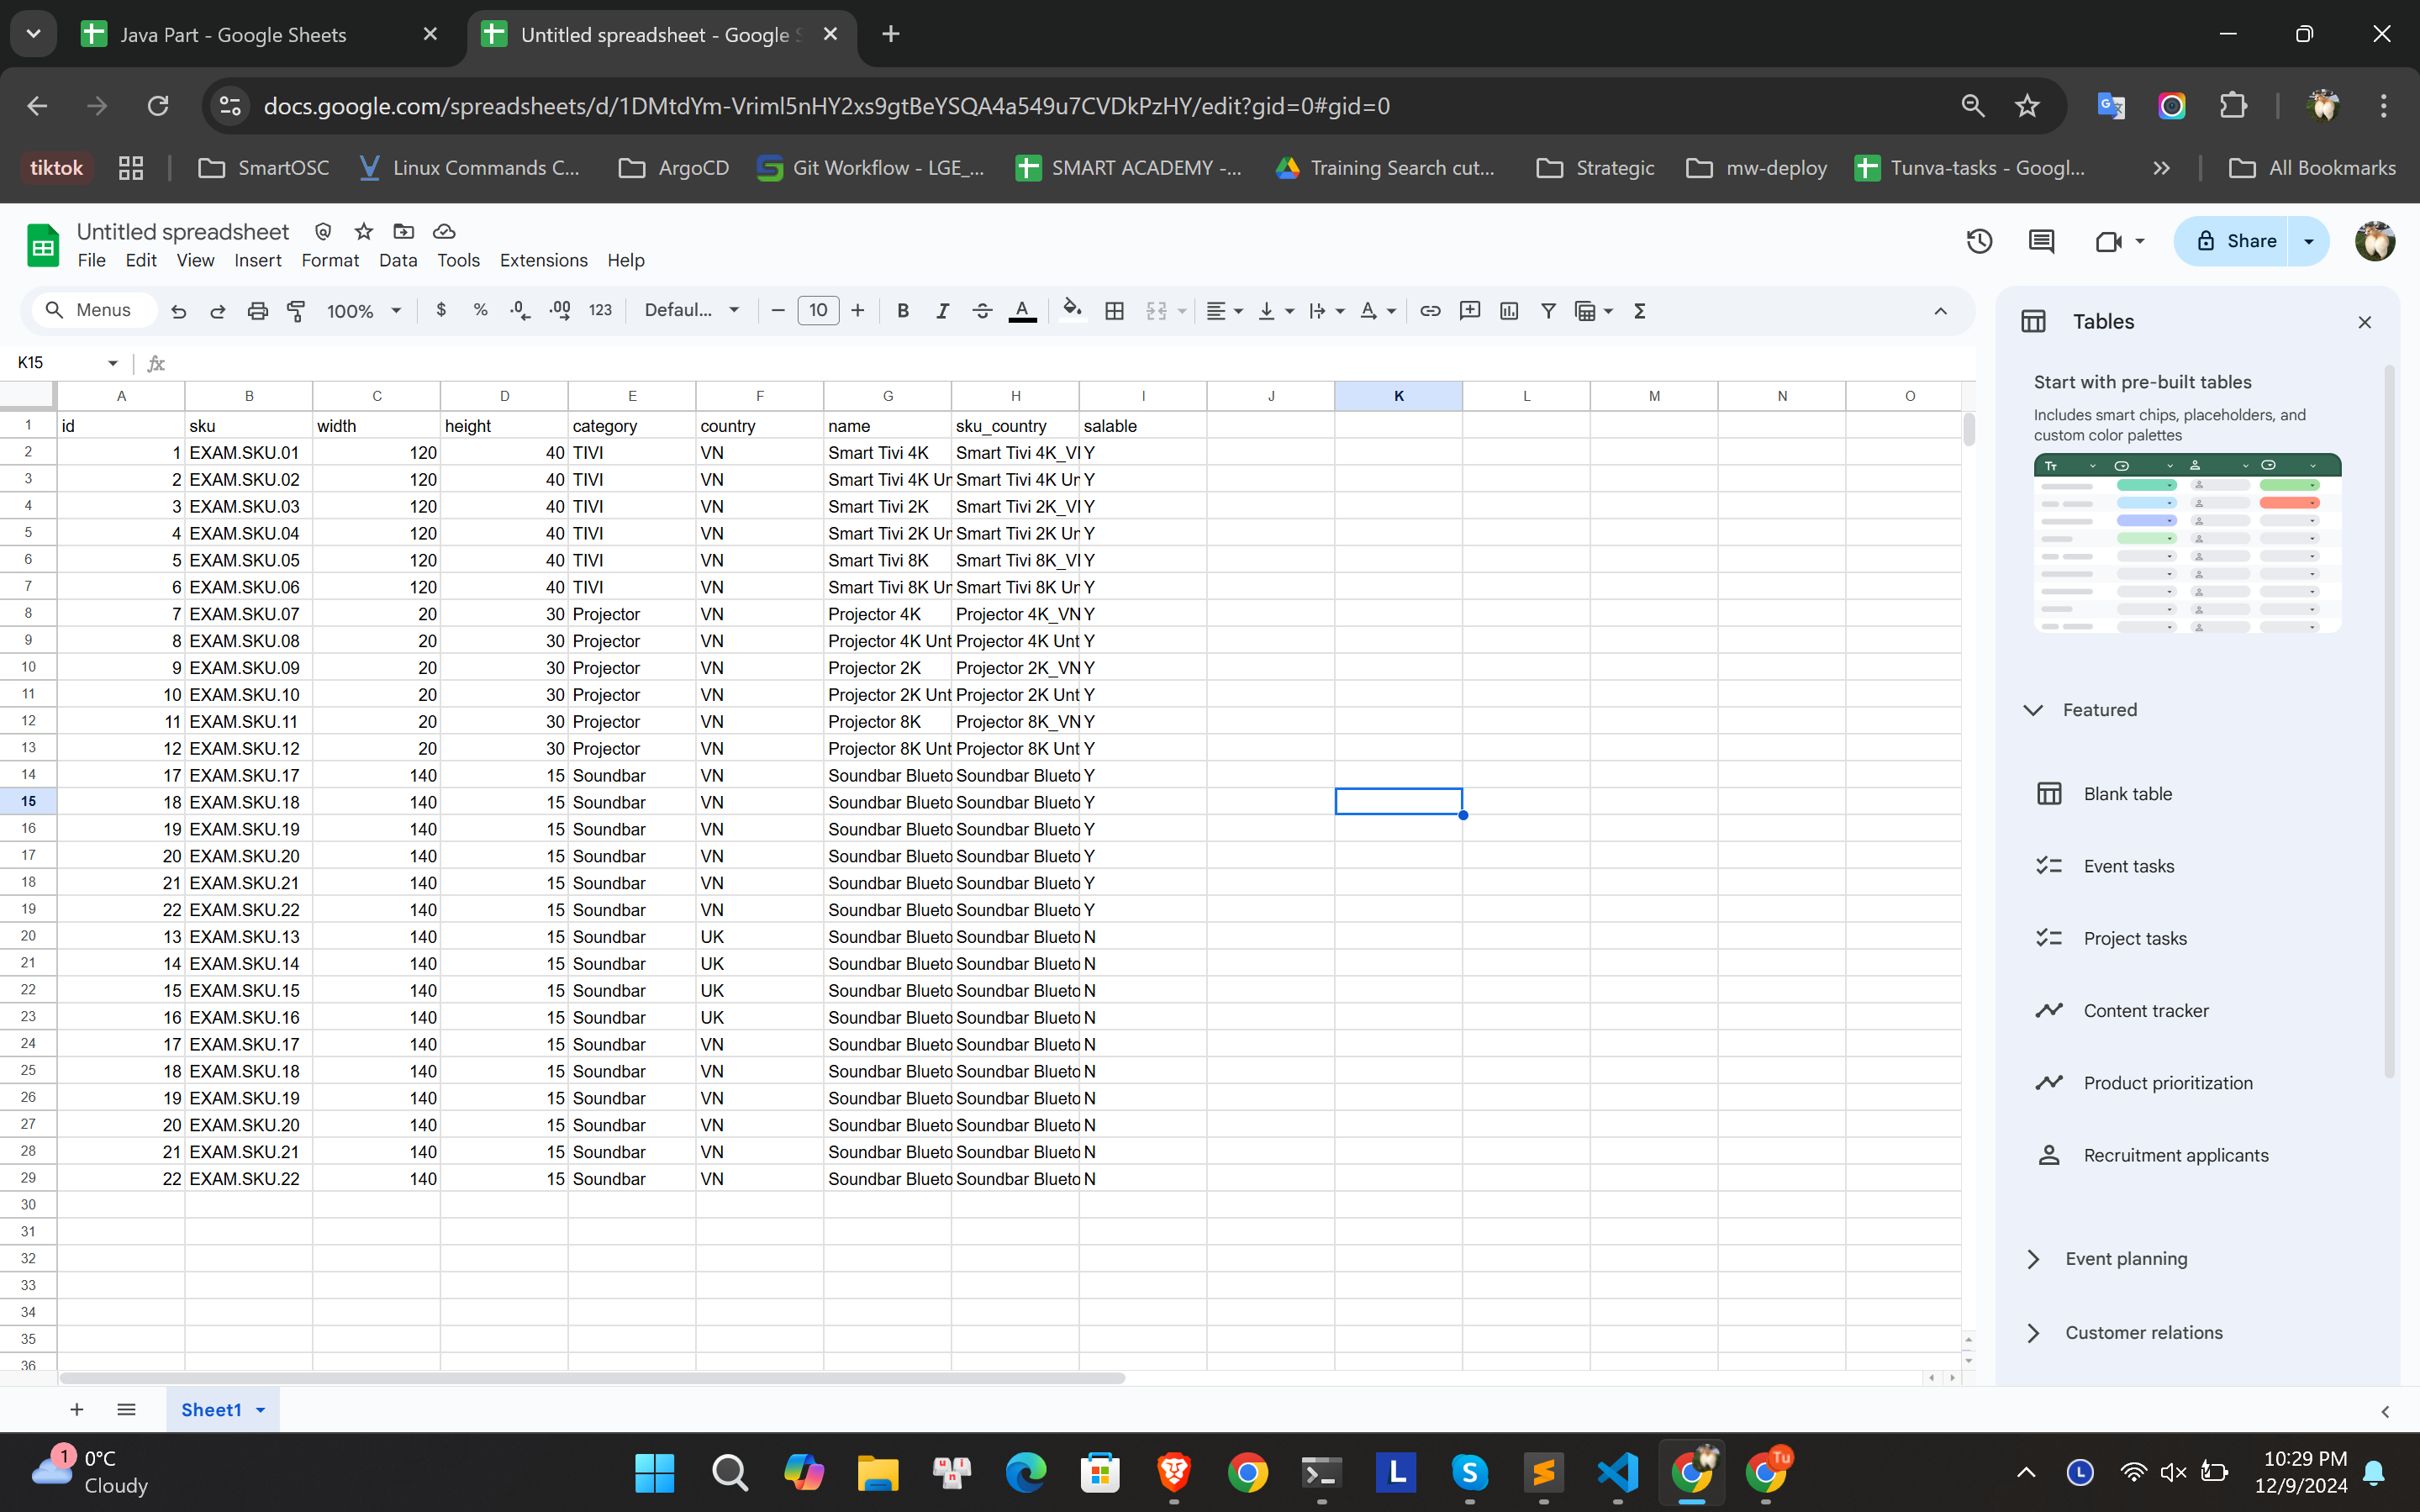 Java Part - Google Sheets
Untitled spreadsheet - Google S
docs.google.com/spreadsheets/d/1DMtdYm-Vriml5nHY2xs9gtBeYSQA4a549u7CVDkPzHY/edit?gid=0#gid=0
tiktok SmartOSC Linux Commands C... ArgoCD Git Workflow - LGE_... SMART ACADEMY -... Training Search cut... Strategic mw-deploy Tunva-tasks - Googl... All Bookmarks
Untitled spreadsheet
File Edit View Insert Format Data Tools Extensions Help
Share
Menus 100% $ % .0 .00 123 Defaul... 10 B I S A
K15 fx
A B C D E F G H I J K L M N O
1 id sku width height category country name sku_country salable
2 1 EXAM.SKU.01 120 40 TIVI VN Smart Tivi 4K Smart Tivi 4K_VI Y
3 2 EXAM.SKU.02 120 40 TIVI VN Smart Tivi 4K Ur Smart Tivi 4K Ur Y
4 3 EXAM.SKU.03 120 40 TIVI VN Smart Tivi 2K Smart Tivi 2K_VI Y
5 4 EXAM.SKU.04 120 40 TIVI VN Smart Tivi 2K Ur Smart Tivi 2K Ur Y
6 5 EXAM.SKU.05 120 40 TIVI VN Smart Tivi 8K Smart Tivi 8K_VI Y
7 6 EXAM.SKU.06 120 40 TIVI VN Smart Tivi 8K Ur Smart Tivi 8K Ur Y
8 7 EXAM.SKU.07 20 30 Projector VN Projector 4K Projector 4K_VN Y
9 8 EXAM.SKU.08 20 30 Projector VN Projector 4K Unt Projector 4K Unt Y
10 9 EXAM.SKU.09 20 30 Projector VN Projector 2K Projector 2K_VN Y
11 10 EXAM.SKU.10 20 30 Projector VN Projector 2K Unt Projector 2K Unt Y
12 11 EXAM.SKU.11 20 30 Projector VN Projector 8K Projector 8K_VN Y
13 12 EXAM.SKU.12 20 30 Projector VN Projector 8K Unt Projector 8K Unt Y
14 17 EXAM.SKU.17 140 15 Soundbar VN Soundbar Blueto Soundbar Blueto Y
15 18 EXAM.SKU.18 140 15 Soundbar VN Soundbar Blueto Soundbar Blueto Y
16 19 EXAM.SKU.19 140 15 Soundbar VN Soundbar Blueto Soundbar Blueto Y
17 20 EXAM.SKU.20 140 15 Soundbar VN Soundbar Blueto Soundbar Blueto Y
18 21 EXAM.SKU.21 140 15 Soundbar VN Soundbar Blueto Soundbar Blueto Y
19 22 EXAM.SKU.22 140 15 Soundbar VN Soundbar Blueto Soundbar Blueto Y
20 13 EXAM.SKU.13 140 15 Soundbar UK Soundbar Blueto Soundbar Blueto N
21 14 EXAM.SKU.14 140 15 Soundbar UK Soundbar Blueto Soundbar Blueto N
22 15 EXAM.SKU.15 140 15 Soundbar UK Soundbar Blueto Soundbar Blueto N
23 16 EXAM.SKU.16 140 15 Soundbar UK Soundbar Blueto Soundbar Blueto N
24 17 EXAM.SKU.17 140 15 Soundbar VN Soundbar Blueto Soundbar Blueto N
25 18 EXAM.SKU.18 140 15 Soundbar VN Soundbar Blueto Soundbar Blueto N
26 19 EXAM.SKU.19 140 15 Soundbar VN Soundbar Blueto Soundbar Blueto N
27 20 EXAM.SKU.20 140 15 Soundbar VN Soundbar Blueto Soundbar Blueto N
28 21 EXAM.SKU.21 140 15 Soundbar VN Soundbar Blueto Soundbar Blueto N
29 22 EXAM.SKU.22 140 15 Soundbar VN Soundbar Blueto Soundbar Blueto N
30
31
32
33
34
35
36
Tables
Start with pre-built tables
Includes smart chips, placeholders, and
custom color palettes
Tт
Featured
Blank table
Event tasks
Project tasks
Content tracker
Product prioritization
Recruitment applicants
Event planning
Customer relations
Sheet1
1
0°C
Cloudy
u n i
L
S
Tu
L
10:29 PM
12/9/2024